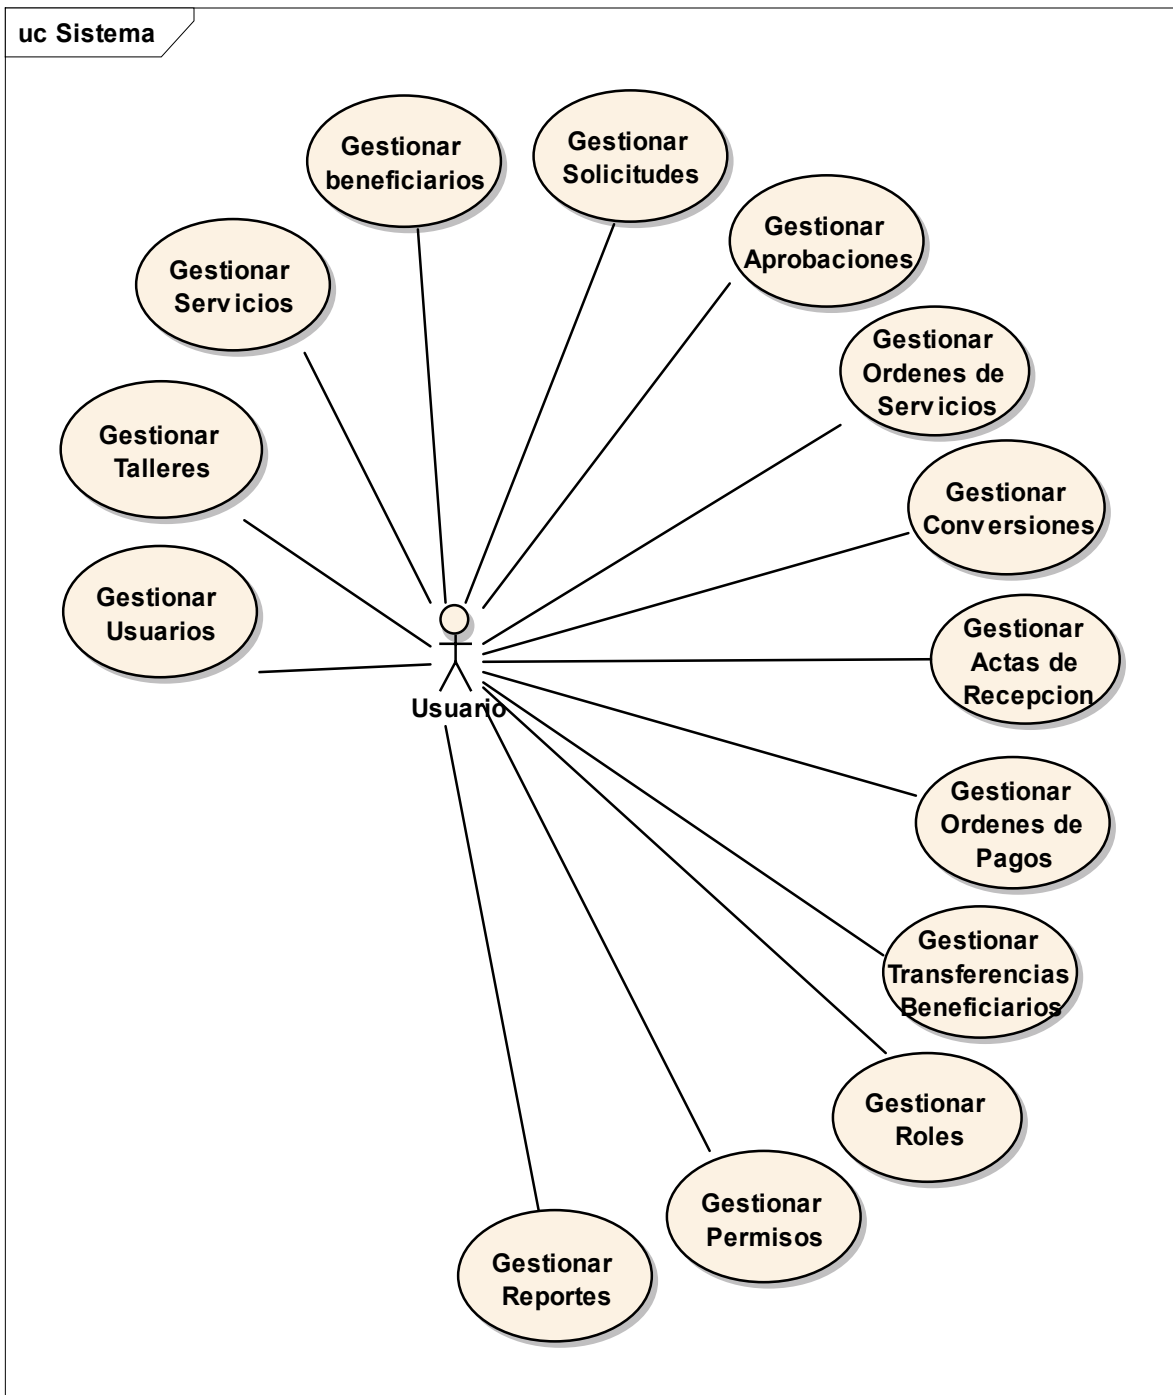 uc Sistema
Gestionar
beneficiarios
Gestionar
Solicitudes
Gestionar
Aprobaciones
Gestionar
Servicios
Gestionar
Ordenes de
Servicios
Gestionar
Talleres
Gestionar
Conversiones
Gestionar
Usuarios
Gestionar
Actas de
Recepcion
Usuario
Gestionar
Ordenes de
Pagos
Gestionar
Transferencias
Beneficiarios
Gestionar
Roles
Gestionar
Permisos
Gestionar
Reportes